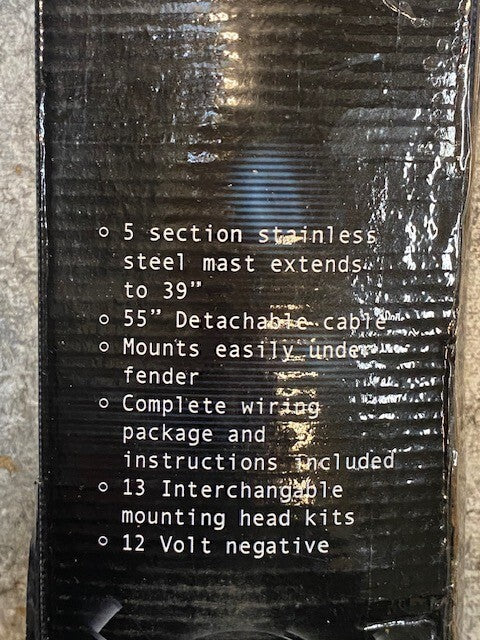 ○ 5 section stainless
steel mast extends
to 39”
○ 55” Detachable cable
○ Mounts easily under
fender
○ Complete wiring
package and
instructions included
○ 13 Interchangable
mounting head kits
○ 12 Volt negative